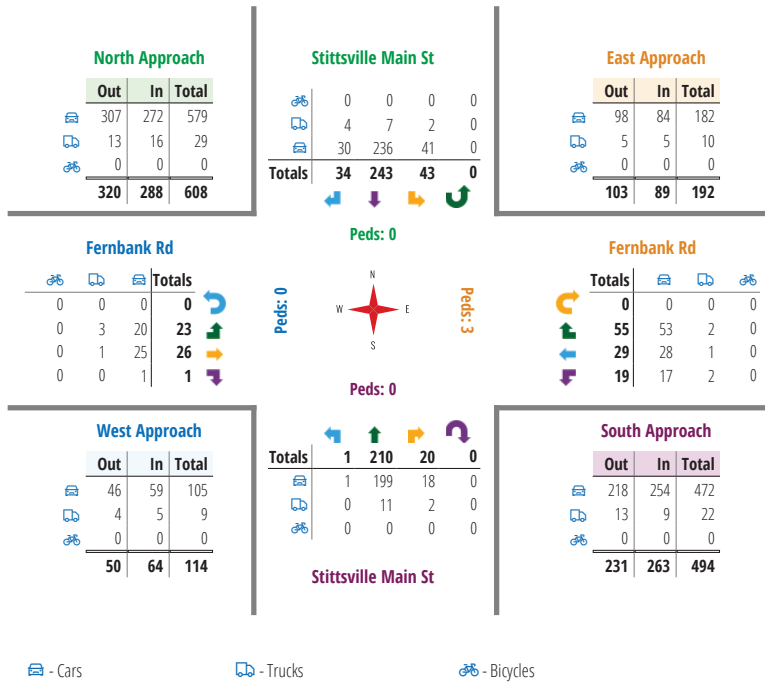 North Approach
Out In Total
307 272 579
13 16 29
0 0 0
320 288 608
Stittsville Main St
0 0 0 0
4 7 2 0
30 236 41 0
Totals 34 243 43 0
East Approach
Out In Total
98 84 182
5 5 10
0 0 0
103 89 192
Peds: 0
Fernbank Rd
Totals
0 0 0 0
0 3 20 23
0 1 25 26
0 0 1 1
Peds: 0
N
W E
S
Peds: 3
Fernbank Rd
Totals
0 0 0 0
55 53 2 0
29 28 1 0
19 17 2 0
Peds: 0
West Approach
Out In Total
46 59 105
4 5 9
0 0 0
50 64 114
Totals 1 210 20 0
1 199 18 0
0 11 2 0
0 0 0 0
Stittsville Main St
South Approach
Out In Total
218 254 472
13 9 22
0 0 0
231 263 494
- Cars
- Trucks
- Bicycles